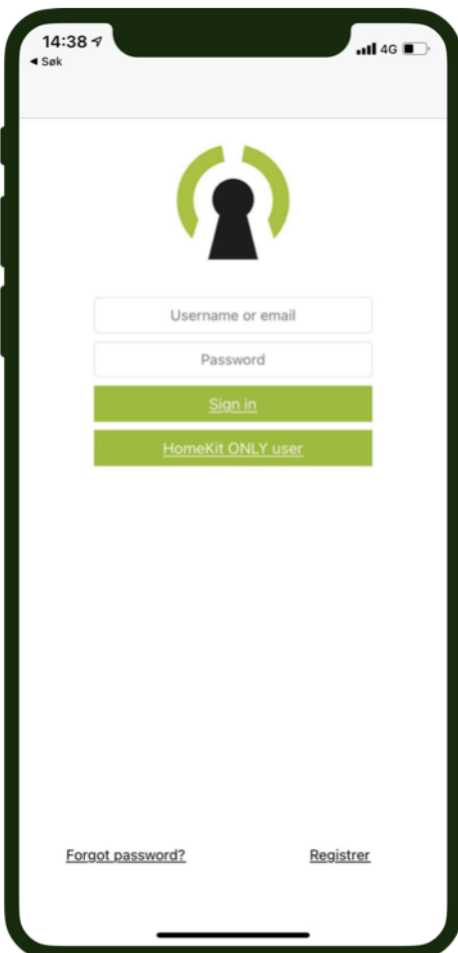 14:38
4G
◀ Søk
Username or email
Password
Sign in
HomeKit ONLY user
Forgot password?
Registrer